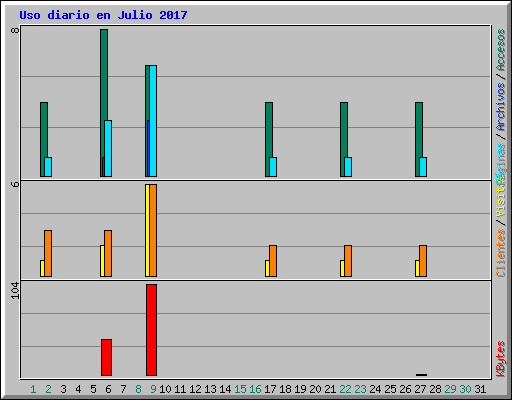 Uso diario en Julio 2017
8
6
104
KBytes
Clientes / Visitas
Páginas / Archivos / Accesos
1 2 3 4 5 6 7 8 9 10 11 12 13 14 15 16 17 18 19 20 21 22 23 24 25 26 27 28 29 30 31